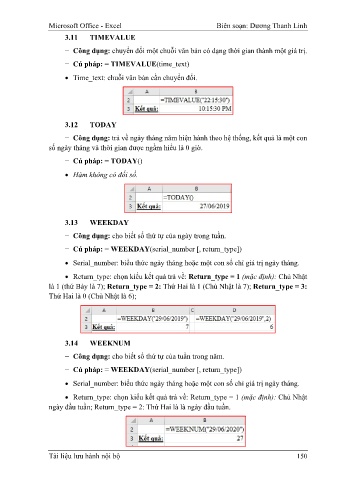 Microsoft Office - Excel Biên soạn: Dương Thanh Linh
3.11 TIMEVALUE
− Công dụng: chuyển đổi một chuỗi văn bản có dạng thời gian thành một giá trị.
− Cú pháp: = TIMEVALUE(time_text)
• Time_text: chuỗi văn bản cần chuyển đổi.
A B
2 =TIMEVALUE("22:15:30")
3 Kết quả: 10:15:30 PM
3.12 TODAY
− Công dụng: trả về ngày tháng năm hiện hành theo hệ thống, kết quả là một con
số ngày tháng và thời gian được ngầm hiểu là 0 giờ.
− Cú pháp: = TODAY()
• Hàm không có đối số.
A B
2 =TODAY()
3 Kết quả: 27/06/2019
3.13 WEEKDAY
− Công dụng: cho biết số thứ tự của ngày trong tuần.
− Cú pháp: = WEEKDAY(serial_number [, return_type])
• Serial_number: biểu thức ngày tháng hoặc một con số chỉ giá trị ngày tháng.
• Return_type: chọn kiểu kết quả trả về: Return_type = 1 (mặc định): Chủ Nhật
là 1 (thứ Bảy là 7); Return_type = 2: Thứ Hai là 1 (Chủ Nhật là 7); Return_type = 3:
Thứ Hai là 0 (Chủ Nhật là 6);
A B C D
2 =WEEKDAY("29/06/2019") =WEEKDAY("29/06/2019",2)
3 Kết quả: 7 6
3.14 WEEKNUM
− Công dụng: cho biết số thứ tự của tuần trong năm.
− Cú pháp: = WEEKDAY(serial_number [, return_type])
• Serial_number: biểu thức ngày tháng hoặc một con số chỉ giá trị ngày tháng.
• Return_type: chọn kiểu kết quả trả về: Return_type = 1 (mặc định): Chủ Nhật
ngày đầu tuần; Return_type = 2: Thứ Hai là là ngày đầu tuần.
A B
2 =WEEKNUM("29/06/2020")
3 Kết quả: 27
Tài liệu lưu hành nội bộ 150